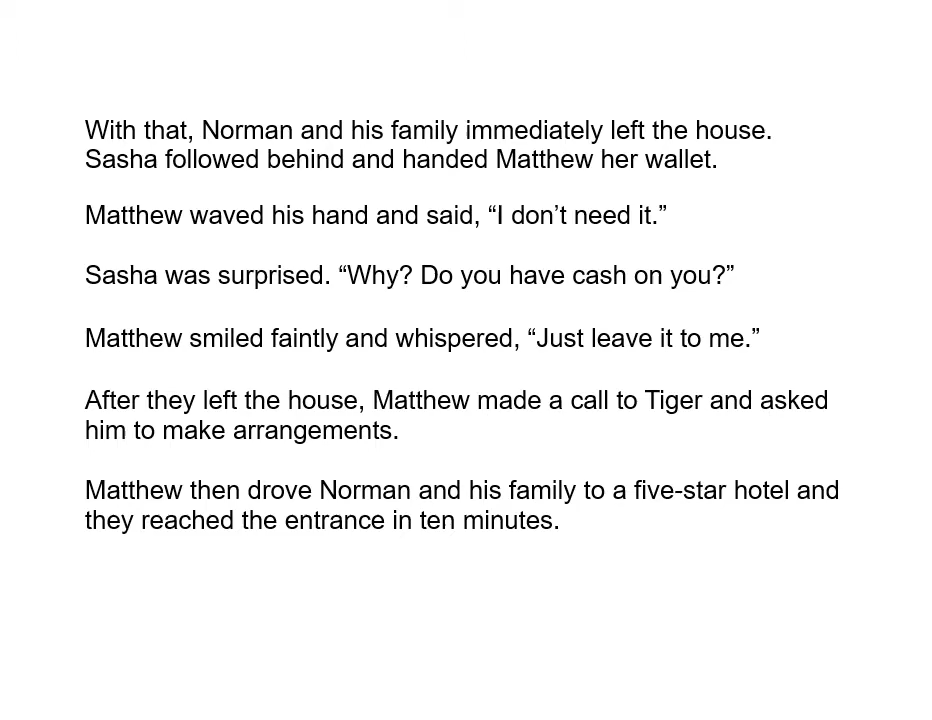 With that, Norman and his family immediately left the house.
Sasha followed behind and handed Matthew her wallet.
Matthew waved his hand and said, “I don’t need it.”
Sasha was surprised. “Why? Do you have cash on you?”
Matthew smiled faintly and whispered, “Just leave it to me.”
After they left the house, Matthew made a call to Tiger and asked
him to make arrangements.
Matthew then drove Norman and his family to a five-star hotel and
they reached the entrance in ten minutes.